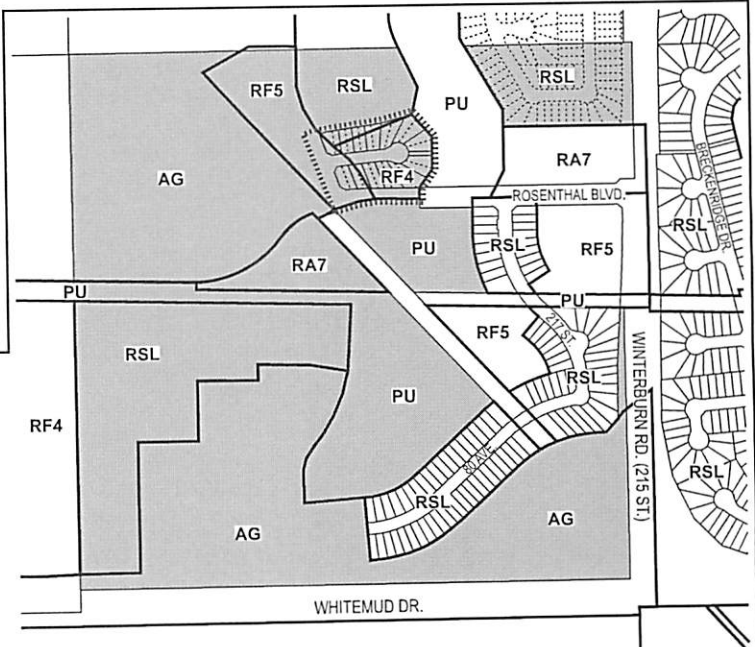 RSL
RF5
RSL
PU
RA7
AG
RF4
ROSENTHAL BLVD.
BRECKENRIDGE DR.
RSL
PU
RSL
RF5
RA7
PU
PU
217 ST.
RF5
RSL
WINTERBURN RD. (215 ST.)
RSL
PU
RF4
80 AVE
RSL
RSL
AG
AG
WHITEMUD DR.